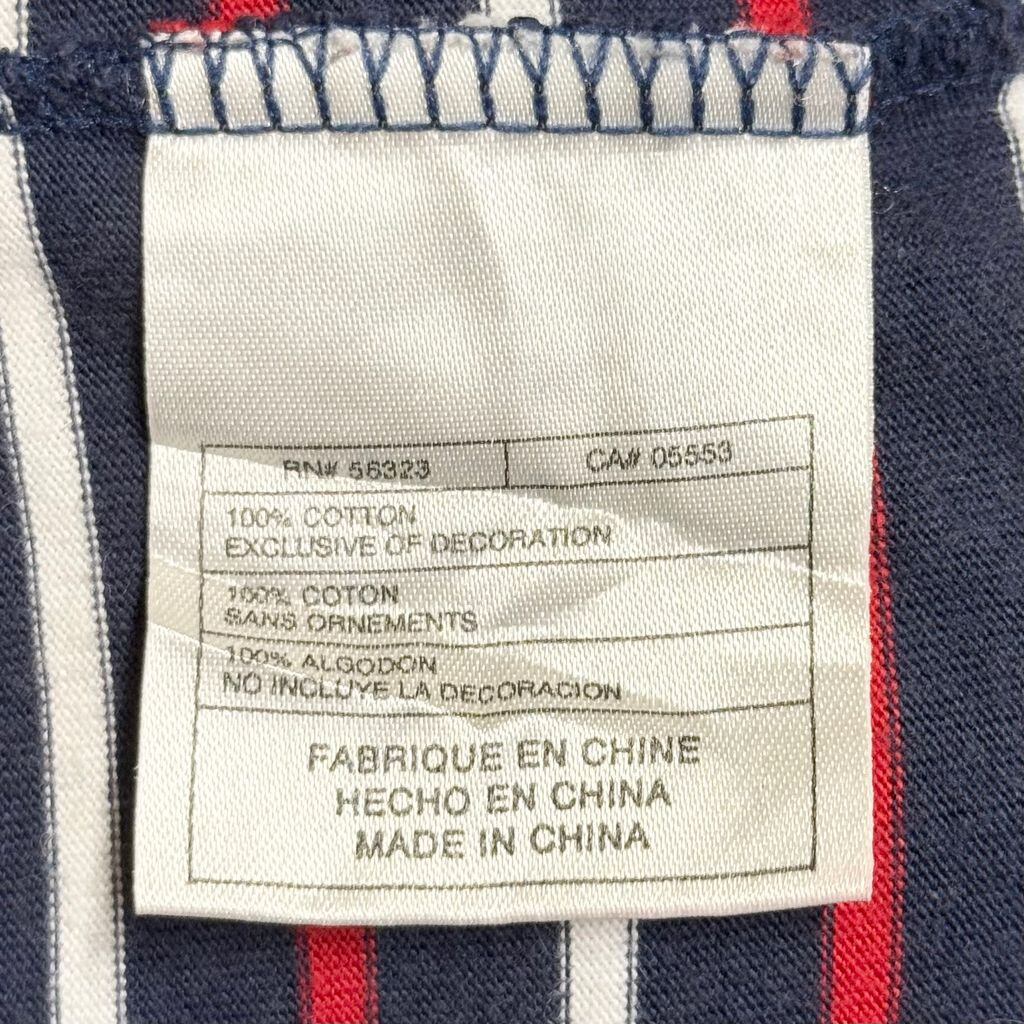 RN# 56323
CA# 05553
100% COTTON
EXCLUSIVE OF DECORATION
100% COTON
SANS ORNEMENTS
100% ALGODON
NO INCLUYE LA DECORACION
FABRIQUE EN CHINE
HECHO EN CHINA
MADE IN CHINA